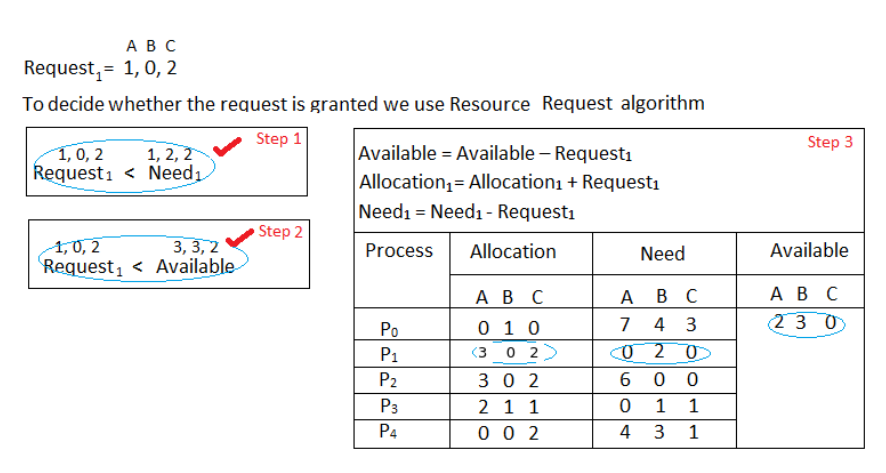 A B C
Request₁= 1, 0, 2
To decide whether the request is granted we use Resource Request algorithm
Step 1
1, 0, 2 1, 2, 2
Request₁ < Need₁
Step 2
1, 0, 2 3, 3, 2
Request₁ < Available
Step 3
Available = Available – Request₁
Allocation₁= Allocation₁ + Request₁
Need₁ = Need₁ - Request₁
Process Allocation Need Available
A B C A B C A B C
P₀ 0 1 0 7 4 3 2 3 0
P₁ 3 0 2 0 2 0
P₂ 3 0 2 6 0 0
P₃ 2 1 1 0 1 1
P₄ 0 0 2 4 3 1